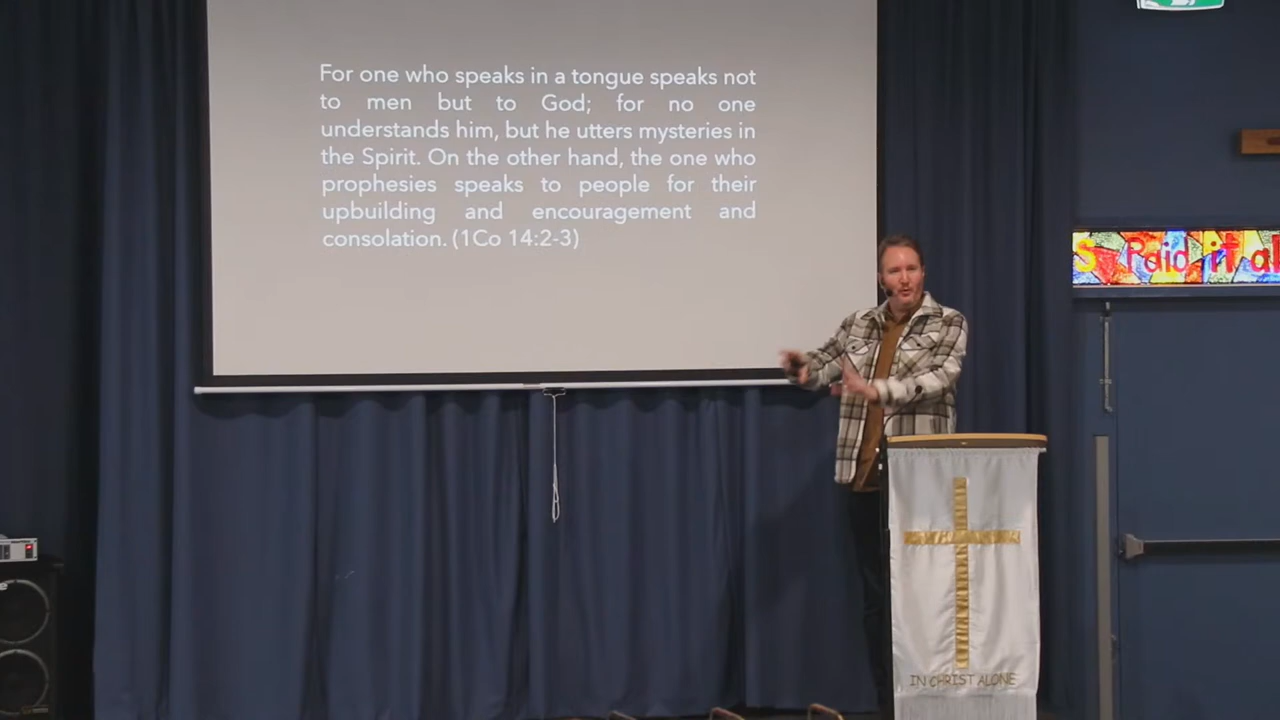 For one who speaks in a tongue speaks not
to men but to God; for no one
understands him, but he utters mysteries in
the Spirit. On the other hand, the one who
prophesies speaks to people for their
upbuilding and encouragement and
consolation. (1Co 14:2-3)
S Paid it al
IN CHRIST ALONE